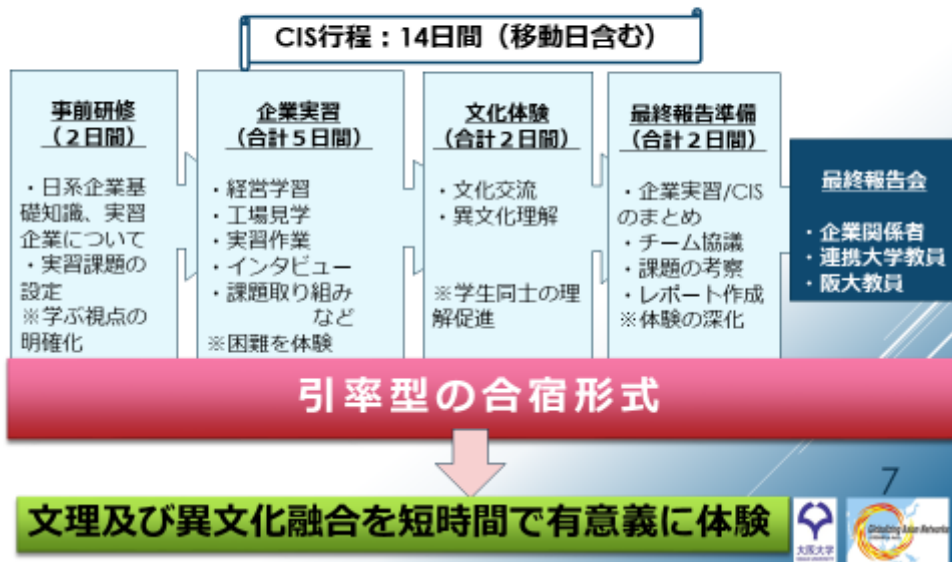 CIS行程：14日間（移動日含む）
事前研修
（２日間）
・日系企業基
礎知識、実習
企業について
・実習課題の
設定
※学ぶ視点の
明確化
企業実習
（合計５日間）
・経営学習
・工場見学
・実習作業
・インタビュー
・課題取り組み
など
※困難を体験
文化体験
（合計２日間）
・文化交流
・異文化理解
※学生同士の理
解促進
最終報告準備
（合計２日間）
・企業実習/CIS
のまとめ
・チーム協議
・課題の考察
・レポート作成
※体験の深化
最終報告会
・企業関係者
・連携大学教員
・阪大教員
引率型の合宿形式
7
文理及び異文化融合を短時間で有意義に体験
大阪大学
OSAKA UNIVERSITY
Globalizing Asian Networks